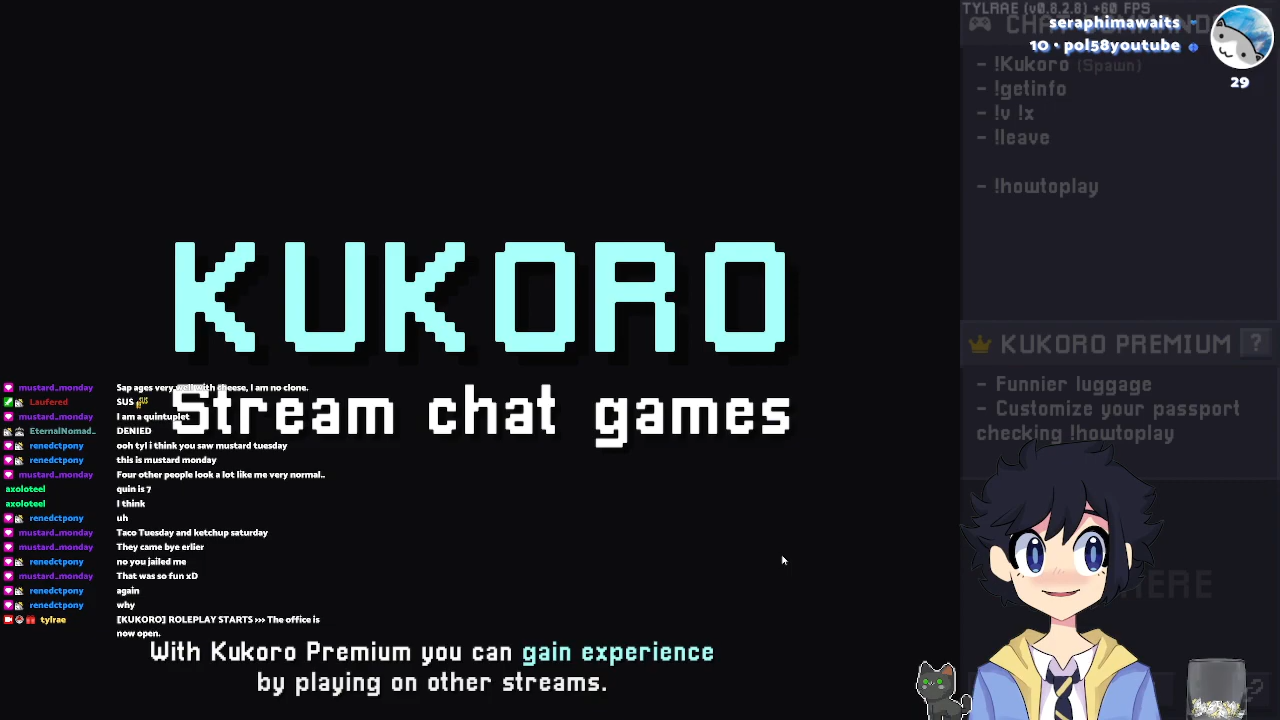 TYLRAE (v0.8.2.8) +60 FPS
seraphimawaits
10 • pol58youtube
29
- !Kukoro (Spawn)
- !getinfo
- !v !x
- !leave
- !howtoplay
KUKORO PREMIUM ?
- Funnier luggage
- Customize your passport
checking !howtoplay
KUKORO
Stream chat games
mustard_monday Sap ages very well with cheese, I am no clone.
Laufered SUS
mustard_monday I am a quintuplet
EternalNomad_ DENIED
renedctpony ooh tyl i think you saw mustard tuesday
renedctpony this is mustard monday
mustard_monday Four other people look a lot like me very normal..
axoloteel quin is 7
axoloteel I think
renedctpony uh
mustard_monday Taco Tuesday and ketchup saturday
mustard_monday They came bye erlier
renedctpony no you jailed me
mustard_monday That was so fun xD
renedctpony again
renedctpony why
tylrae [KUKORO] ROLEPLAY STARTS >>> The office is
now open.
With Kukoro Premium you can gain experience
by playing on other streams.